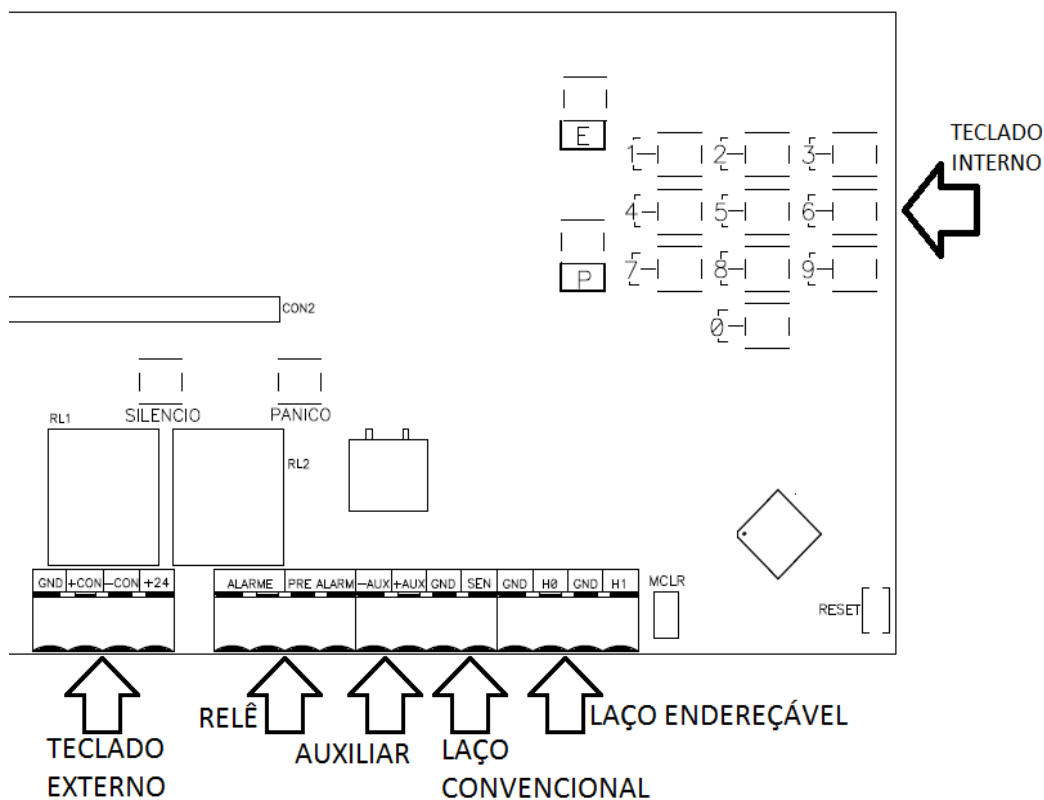 E
1 2 3
TECLADO
INTERNO
4 5 6
P
7 8 9
0
CON2
SILENCIO PANICO
RL1
RL2
GND +CON -CON +24
ALARME PRE ALARM -AUX +AUX GND SEN GND H0 GND H1
MCLR
RESET
TECLADO
EXTERNO
RELÊ
AUXILIAR
LAÇO
CONVENCIONAL
LAÇO ENDEREÇÁVEL